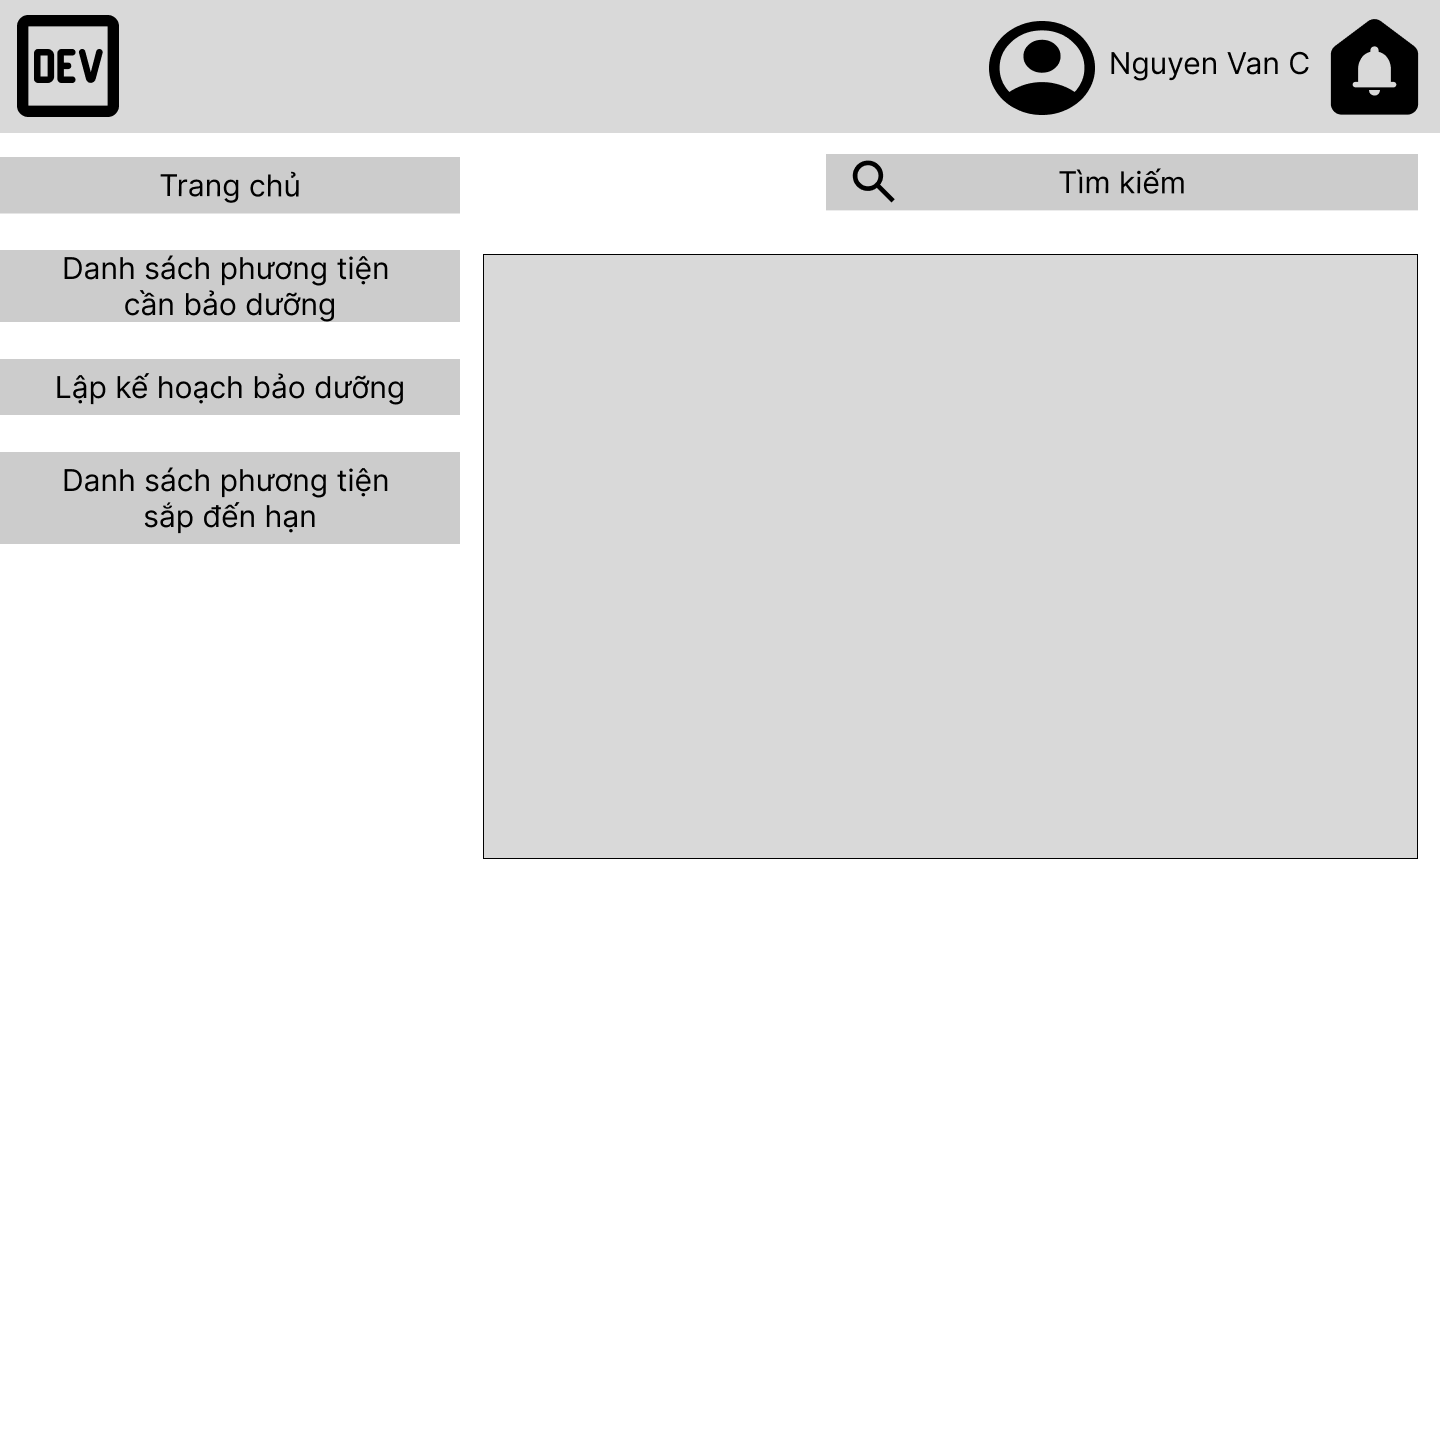 DEV
Nguyen Van C
Trang chủ
Tìm kiếm
Danh sách phương tiện
cần bảo dưỡng
Lập kế hoạch bảo dưỡng
Danh sách phương tiện
sắp đến hạn